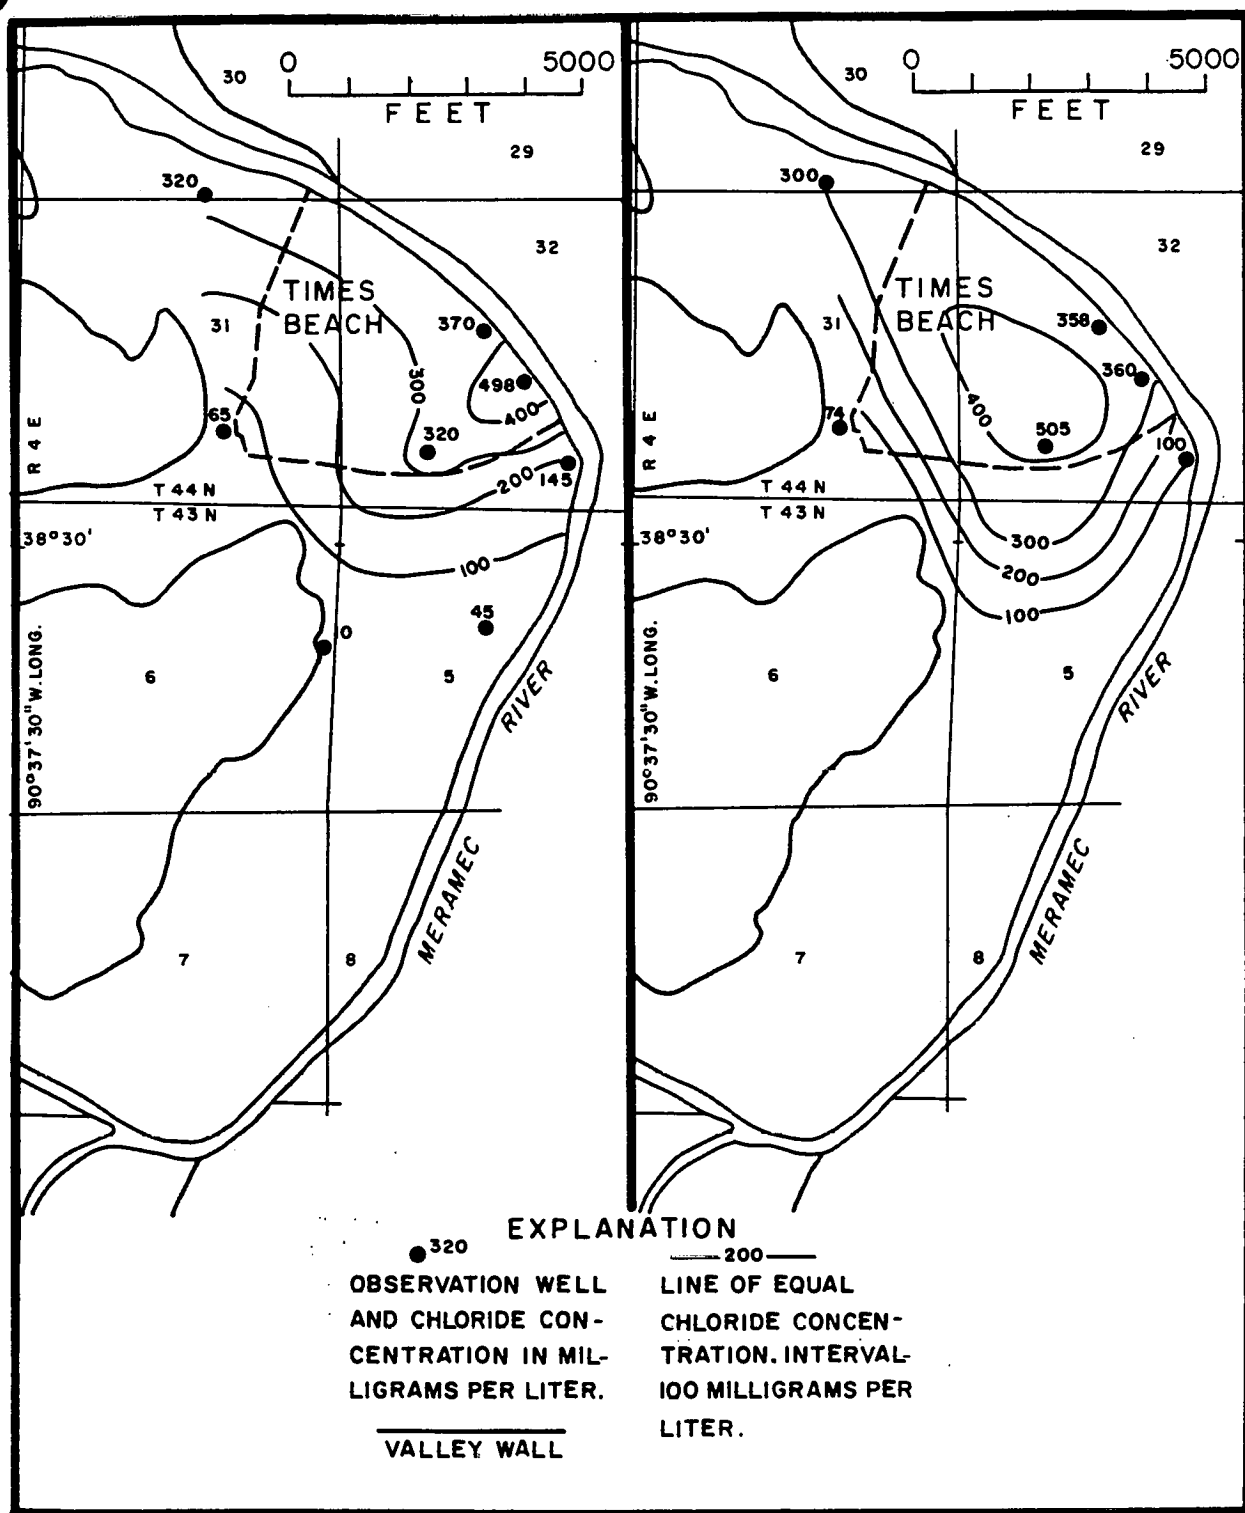 0 5000
FEET
30
29
320
32
TIMES
BEACH
31
370
300
498
400
65
320
R 4 E
200
145
T 44 N
T 43 N
38°30'
100
45
10
90°37'30"W.LONG.
6
5
RIVER
MERAMEC
7
8
0 5000
FEET
30
29
300
32
TIMES
BEACH
31
358
360
400
74
505
100
R 4 E
T 44 N
T 43 N
38°30'
300
200
100
90°37'30"W.LONG.
6
5
RIVER
MERAMEC
7
8
EXPLANATION
320
OBSERVATION WELL
AND CHLORIDE CON-
CENTRATION IN MIL-
LIGRAMS PER LITER.
VALLEY WALL
200
LINE OF EQUAL
CHLORIDE CONCEN-
TRATION. INTERVAL-
100 MILLIGRAMS PER
LITER.